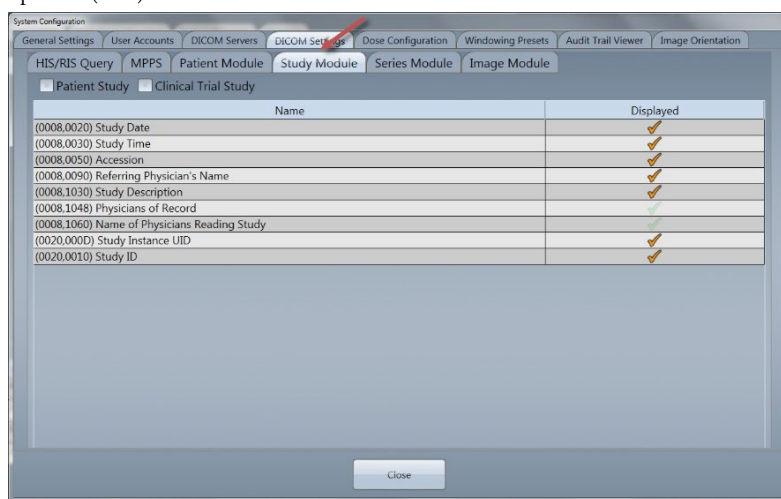 System Configuration
General Settings User Accounts DICOM Servers DICOM Settings Dose Configuration Windowing Presets Audit Trail Viewer Image Orientation
HIS/RIS Query MPPS Patient Module Study Module Series Module Image Module
Patient Study Clinical Trial Study
Name Displayed
(0008,0020) Study Date
(0008,0030) Study Time
(0008,0050) Accession
(0008,0090) Referring Physician's Name
(0008,1030) Study Description
(0008,1048) Physicians of Record
(0008,1060) Name of Physicians Reading Study
(0020,000D) Study Instance UID
(0020,0010) Study ID
Close